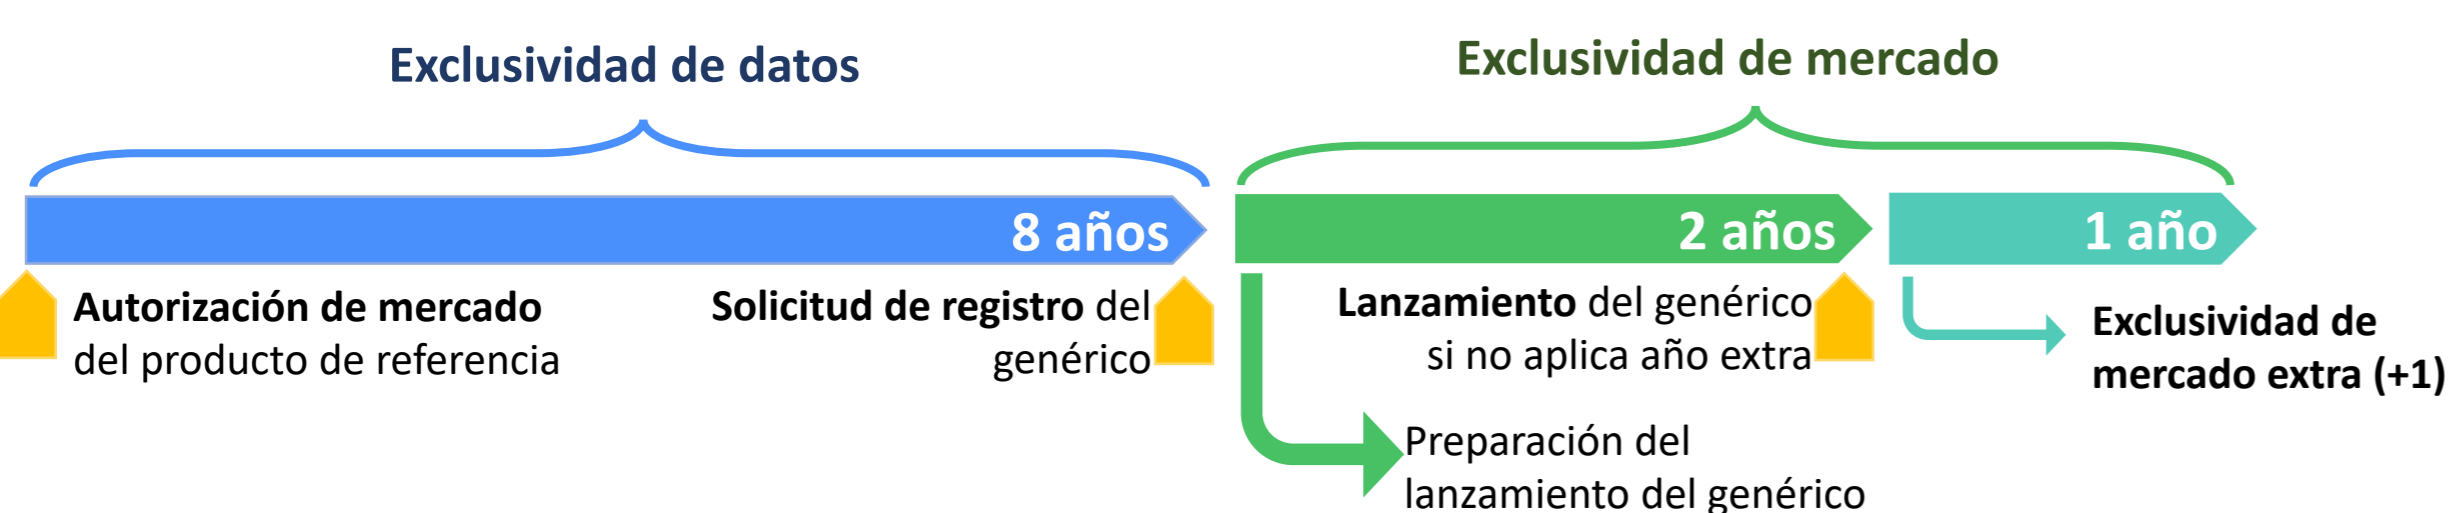 Exclusividad de datos
Exclusividad de mercado
8 años
2 años
1 año
Autorización de mercado
del producto de referencia
Solicitud de registro del
genérico
Lanzamiento del genérico
si no aplica año extra
Exclusividad de
mercado extra (+1)
Preparación del
lanzamiento del genérico